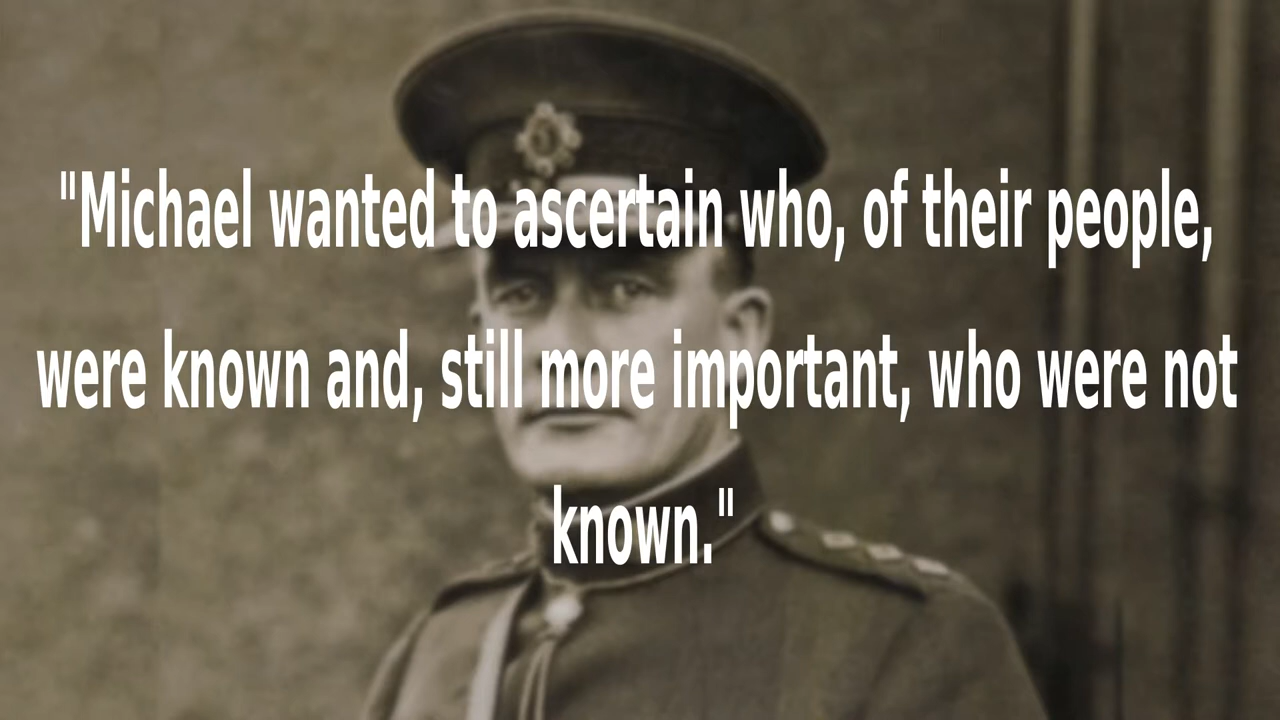 "Michael wanted to ascertain who, of their people,
were known and, still more important, who were not
known."